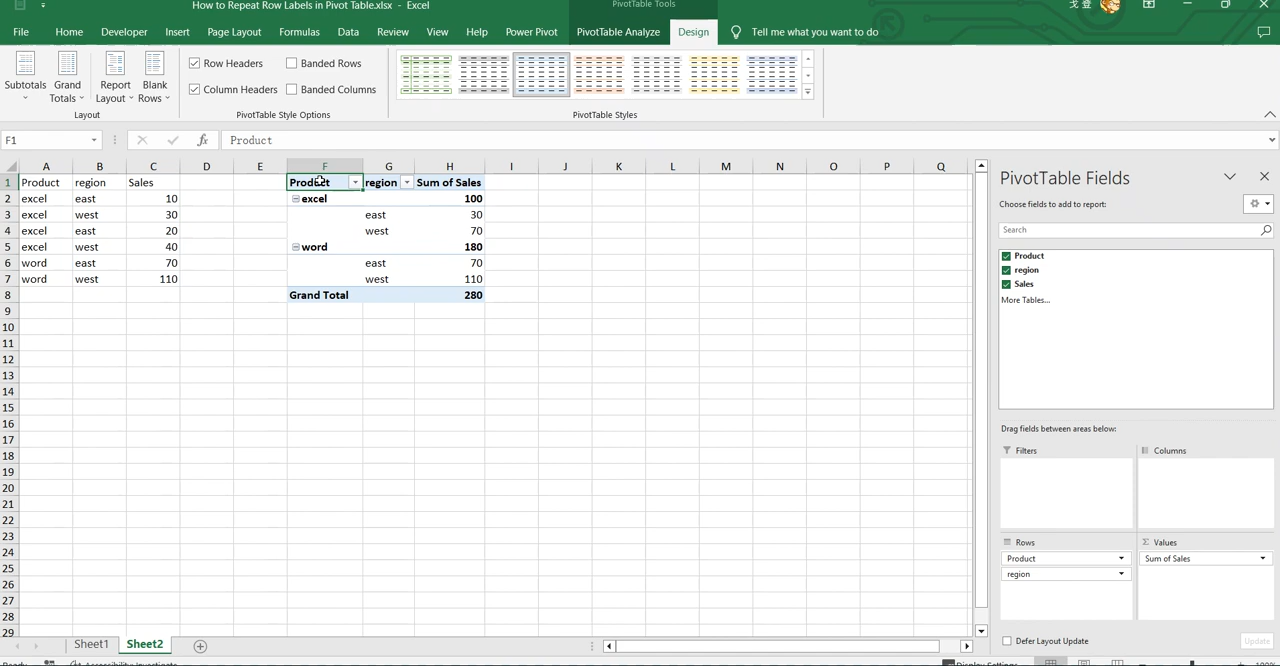 How to Repeat Row Labels in Pivot Table.xlsx - Excel
PivotTable Tools
File Home Developer Insert Page Layout Formulas Data Review View Help Power Pivot PivotTable Analyze Design Tell me what you want to do
Subtotals
Grand Totals
Report Layout
Blank Rows
Row Headers
Banded Rows
Column Headers
Banded Columns
Layout
PivotTable Style Options
PivotTable Styles
F1
fx
Product
A B C D E F G H I J K L M N O P Q
1 Product region Sales Product region Sum of Sales
2 excel east 10 excel 100
3 excel west 30 east 30
4 excel east 20 west 70
5 excel west 40 word 180
6 word east 70 east 70
7 word west 110 west 110
8 Grand Total 280
9
10
11
12
13
14
15
16
17
18
19
20
21
22
23
24
25
26
27
28
29
Sheet1 Sheet2
PivotTable Fields
Choose fields to add to report:
Search
Product
region
Sales
More Tables...
Drag fields between areas below:
Filters
Columns
Rows
Σ Values
Product
Sum of Sales
region
Defer Layout Update
Update